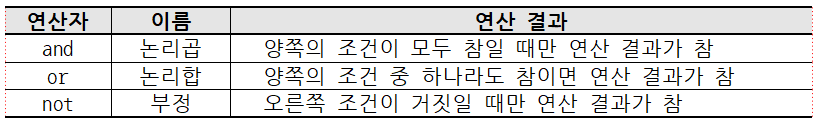 연산자 이름 연산 결과
and 논리곱 양쪽의 조건이 모두 참일 때만 연산 결과가 참
or 논리합 양쪽의 조건 중 하나라도 참이면 연산 결과가 참
not 부정 오른쪽 조건이 거짓일 때만 연산 결과가 참